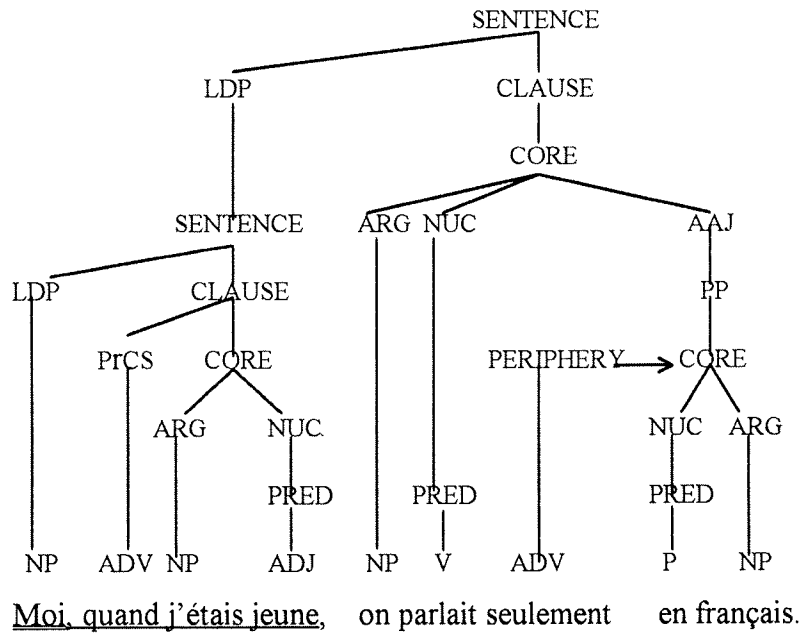 SENTENCE
LDP CLAUSE
CORE
SENTENCE ARG NUC AAJ
LDP CLAUSE PP
PrCS CORE PERIPHERY CORE
ARG NUC NUC ARG
PRED PRED PRED
NP ADV NP ADJ NP V ADV P NP
Moi, quand j'étais jeune, on parlait seulement en français.